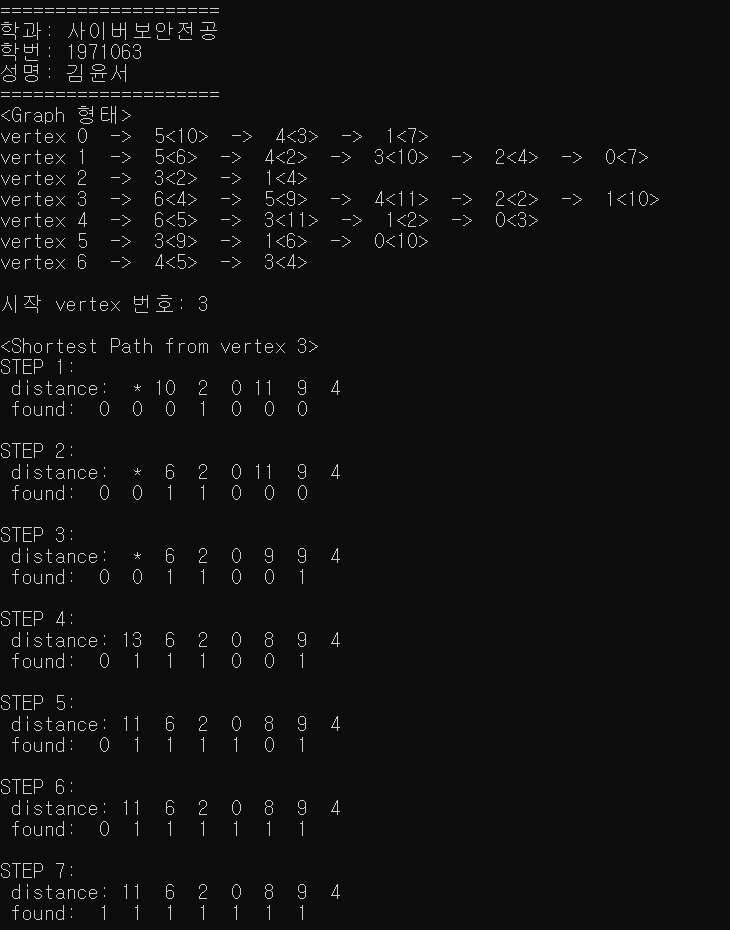 ====================
학과: 사이버보안전공
학번: 1971063
성명: 김윤서
====================
<Graph 형태>
vertex 0  ->  5<10>  ->  4<3>  ->  1<7>
vertex 1  ->  5<6>  ->  4<2>  ->  3<10>  ->  2<4>  ->  0<7>
vertex 2  ->  3<2>  ->  1<4>
vertex 3  ->  6<4>  ->  5<9>  ->  4<11>  ->  2<2>  ->  1<10>
vertex 4  ->  6<5>  ->  3<11>  ->  1<2>  ->  0<3>
vertex 5  ->  3<9>  ->  1<6>  ->  0<10>
vertex 6  ->  4<5>  ->  3<4>
시작 vertex 번호: 3
<Shortest Path from vertex 3>
STEP 1:
distance:  * 10  2  0 11  9  4
found:  0  0  0  1  0  0  0
STEP 2:
distance:  *  6  2  0 11  9  4
found:  0  0  1  1  0  0  0
STEP 3:
distance:  *  6  2  0  9  9  4
found:  0  0  1  1  0  0  1
STEP 4:
distance: 13  6  2  0  8  9  4
found:  0  1  1  1  0  0  1
STEP 5:
distance: 11  6  2  0  8  9  4
found:  0  1  1  1  1  0  1
STEP 6:
distance: 11  6  2  0  8  9  4
found:  0  1  1  1  1  1  1
STEP 7:
distance: 11  6  2  0  8  9  4
found:  1  1  1  1  1  1  1